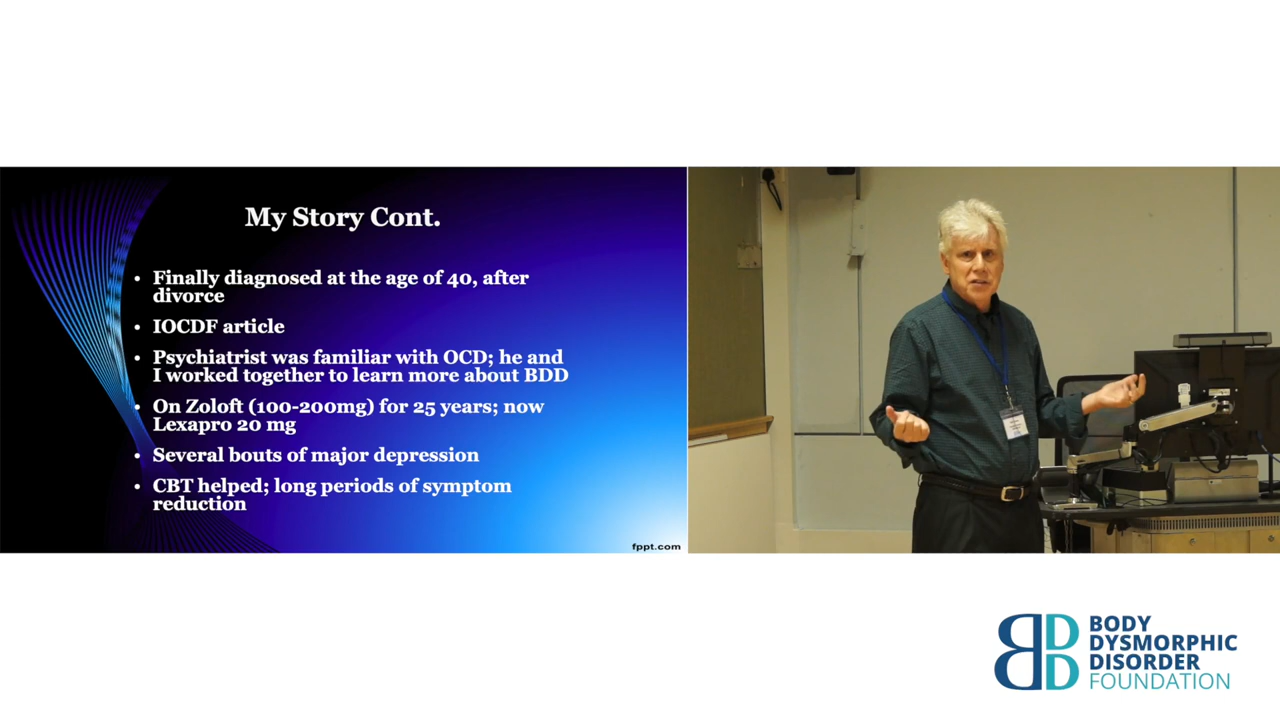 My Story Cont.
• Finally diagnosed at the age of 40, after
divorce
• IOCDF article
• Psychiatrist was familiar with OCD; he and
I worked together to learn more about BDD
• On Zoloft (100-200mg) for 25 years; now
Lexapro 20 mg
• Several bouts of major depression
• CBT helped; long periods of symptom
reduction
fppt.com
BODY
DYSMORPHIC
DISORDER
FOUNDATION